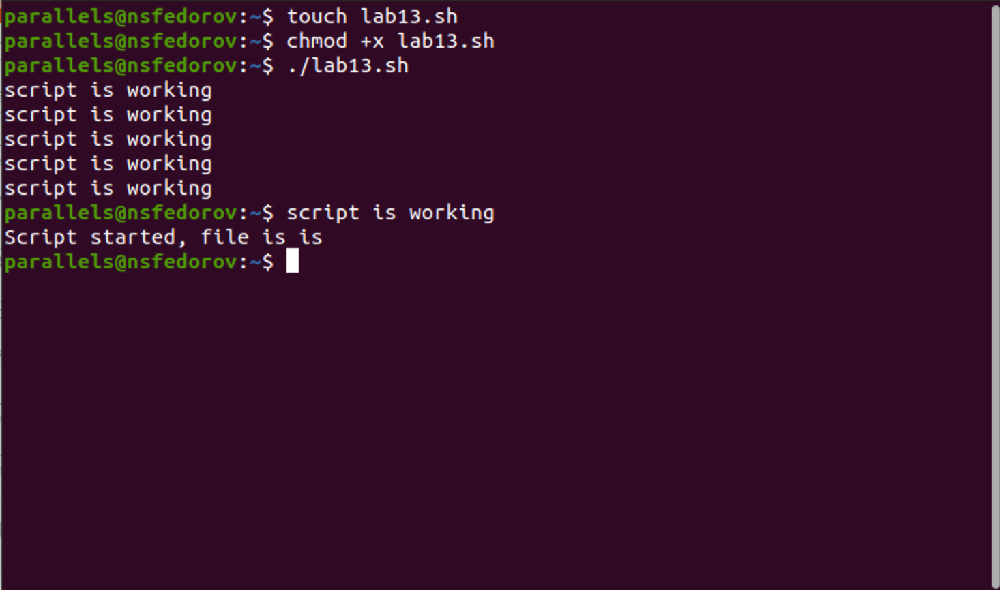 parallels@nsfedorov:~$ touch lab13.sh
parallels@nsfedorov:~$ chmod +x lab13.sh
parallels@nsfedorov:~$ ./lab13.sh
script is working
script is working
script is working
script is working
script is working
parallels@nsfedorov:~$ script is working
Script started, file is is
parallels@nsfedorov:~$